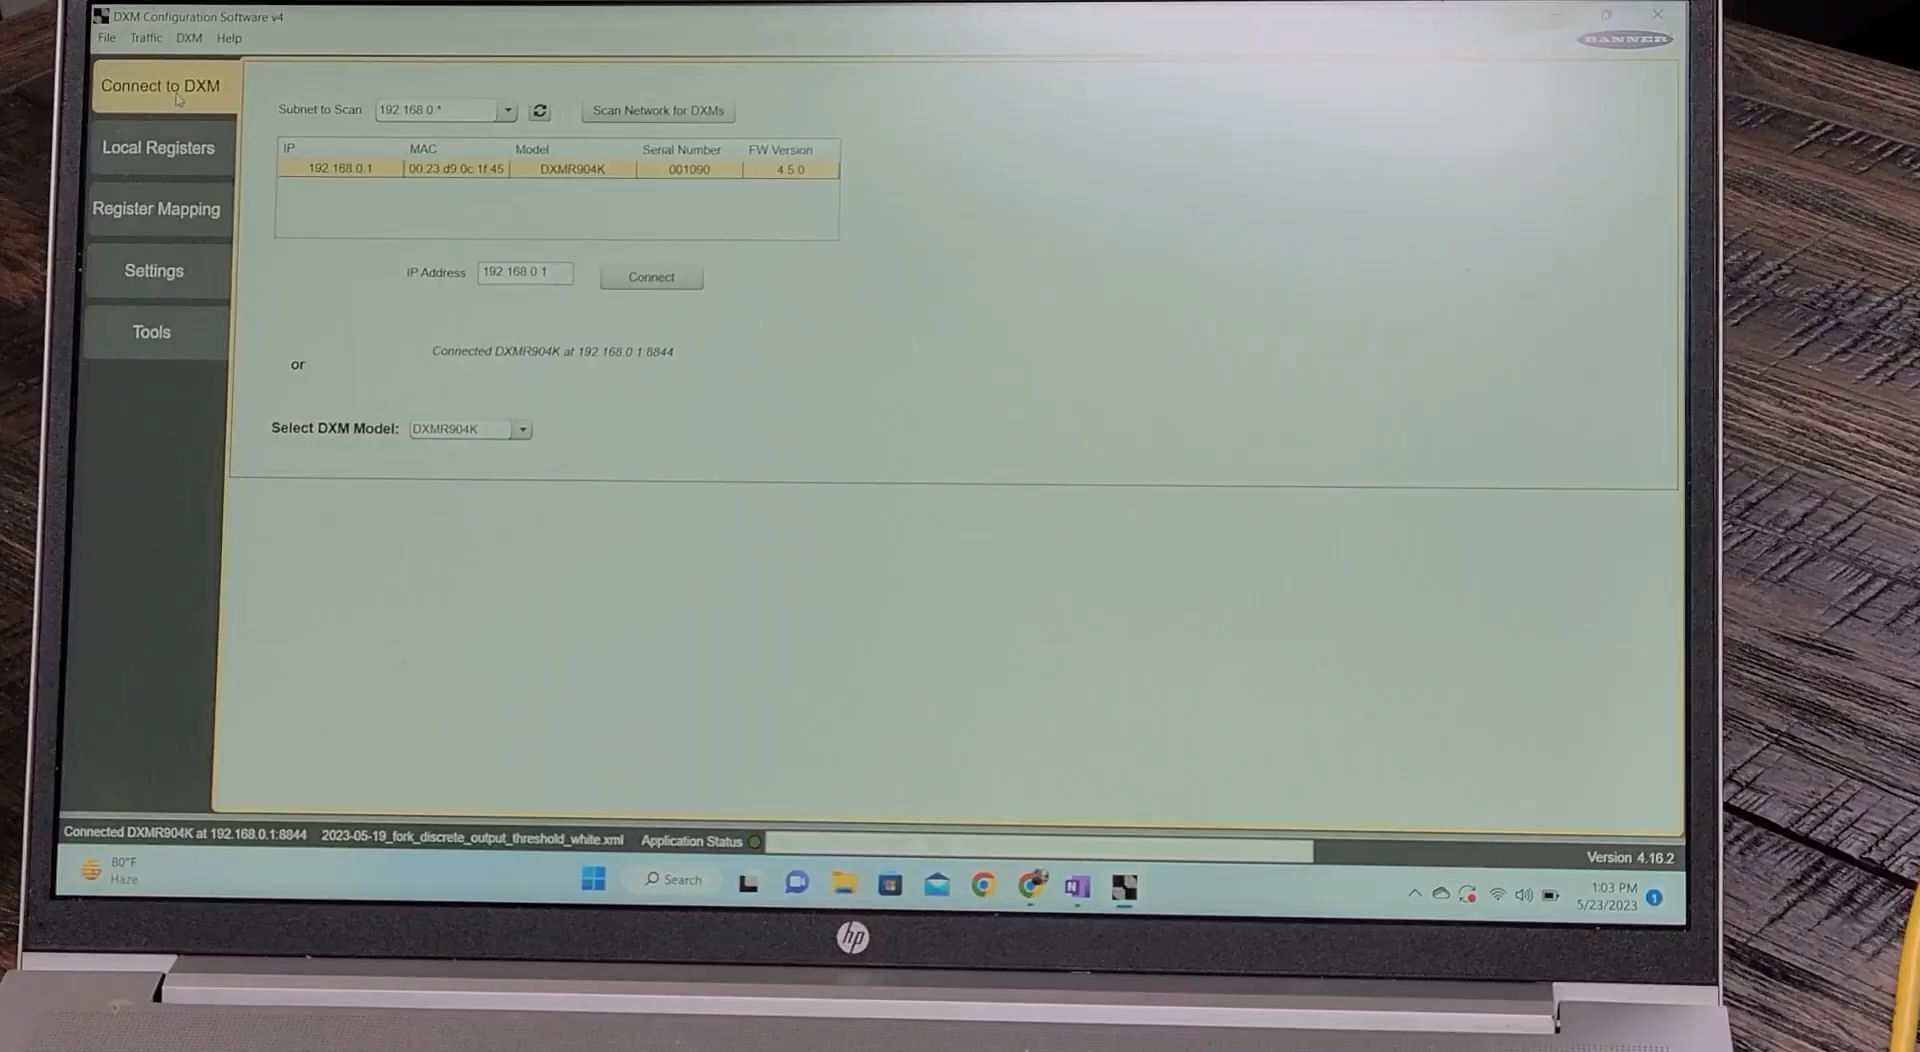 DXM Configuration Software v4
File Traffic DXM Help
BANNER
Connect to DXM
Local Registers
Register Mapping
Settings
Tools
Subnet to Scan 192.168.0.* Scan Network for DXMs
IP MAC Model Serial Number FW Version
192.168.0.1 00:23:d9:0c:1f:45 DXMR904K 001090 4.5.0
IP Address 192.168.0.1 Connect
Connected DXMR904K at 192.168.0.1:8844
or
Select DXM Model: DXMR904K
Connected DXMR904K at 192.168.0.1:8844 2023-05-19_fork_discrete_output_threshold_white.xml Application Status
Version 4.16.2
80°F
Haze
Search
1:03 PM
5/23/2023
1
hp